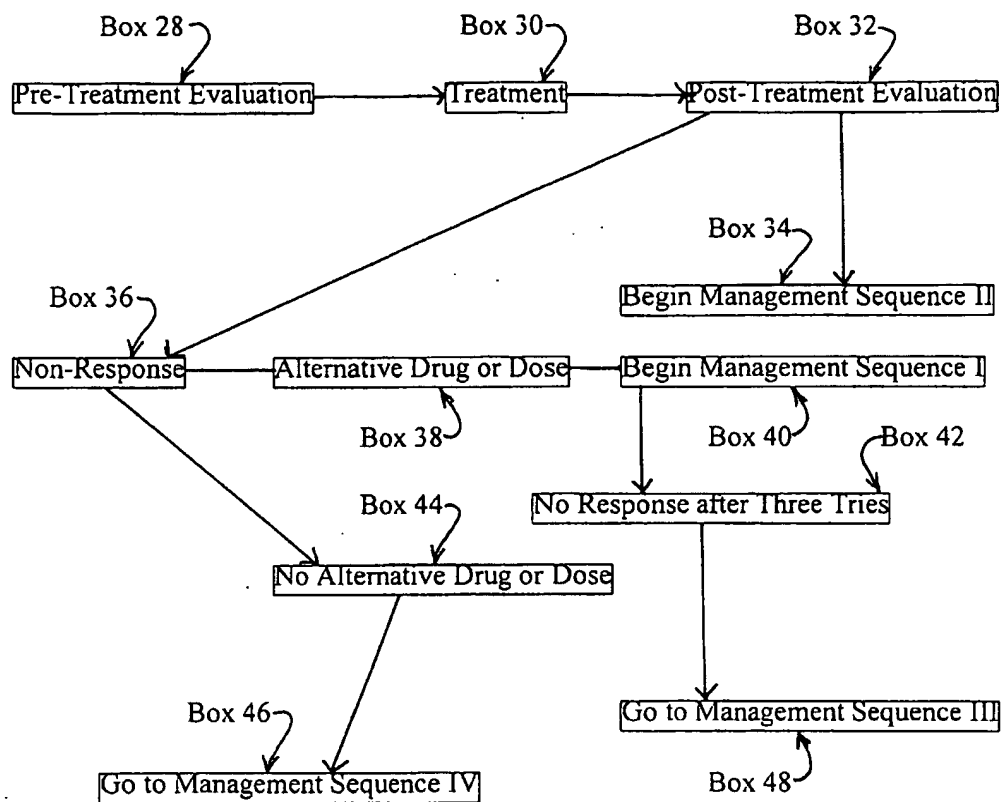 Box 28
Box 30
Box 32
Pre-Treatment Evaluation
Treatment
Post-Treatment Evaluation
Box 34
Begin Management Sequence II
Box 36
Non-Response
Alternative Drug or Dose
Begin Management Sequence I
Box 38
Box 40
Box 42
No Response after Three Tries
Box 44
No Alternative Drug or Dose
Box 46
Go to Management Sequence III
Go to Management Sequence IV
Box 48